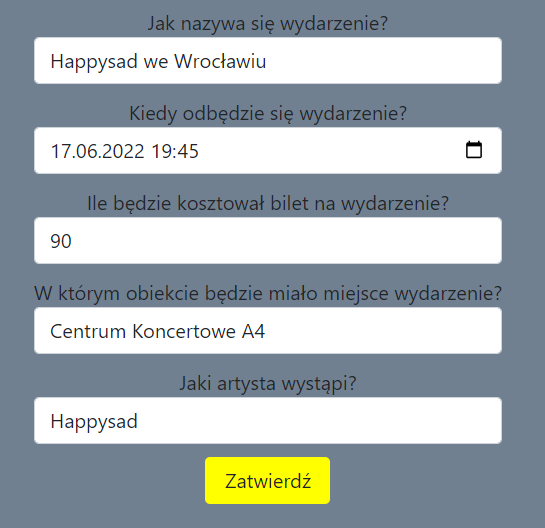 Jak nazywa się wydarzenie?
Happysad we Wrocławiu
Kiedy odbędzie się wydarzenie?
17.06.2022 19:45
Ile będzie kosztował bilet na wydarzenie?
90
W którym obiekcie będzie miało miejsce wydarzenie?
Centrum Koncertowe A4
Jaki artysta wystąpi?
Happysad
Zatwierdź